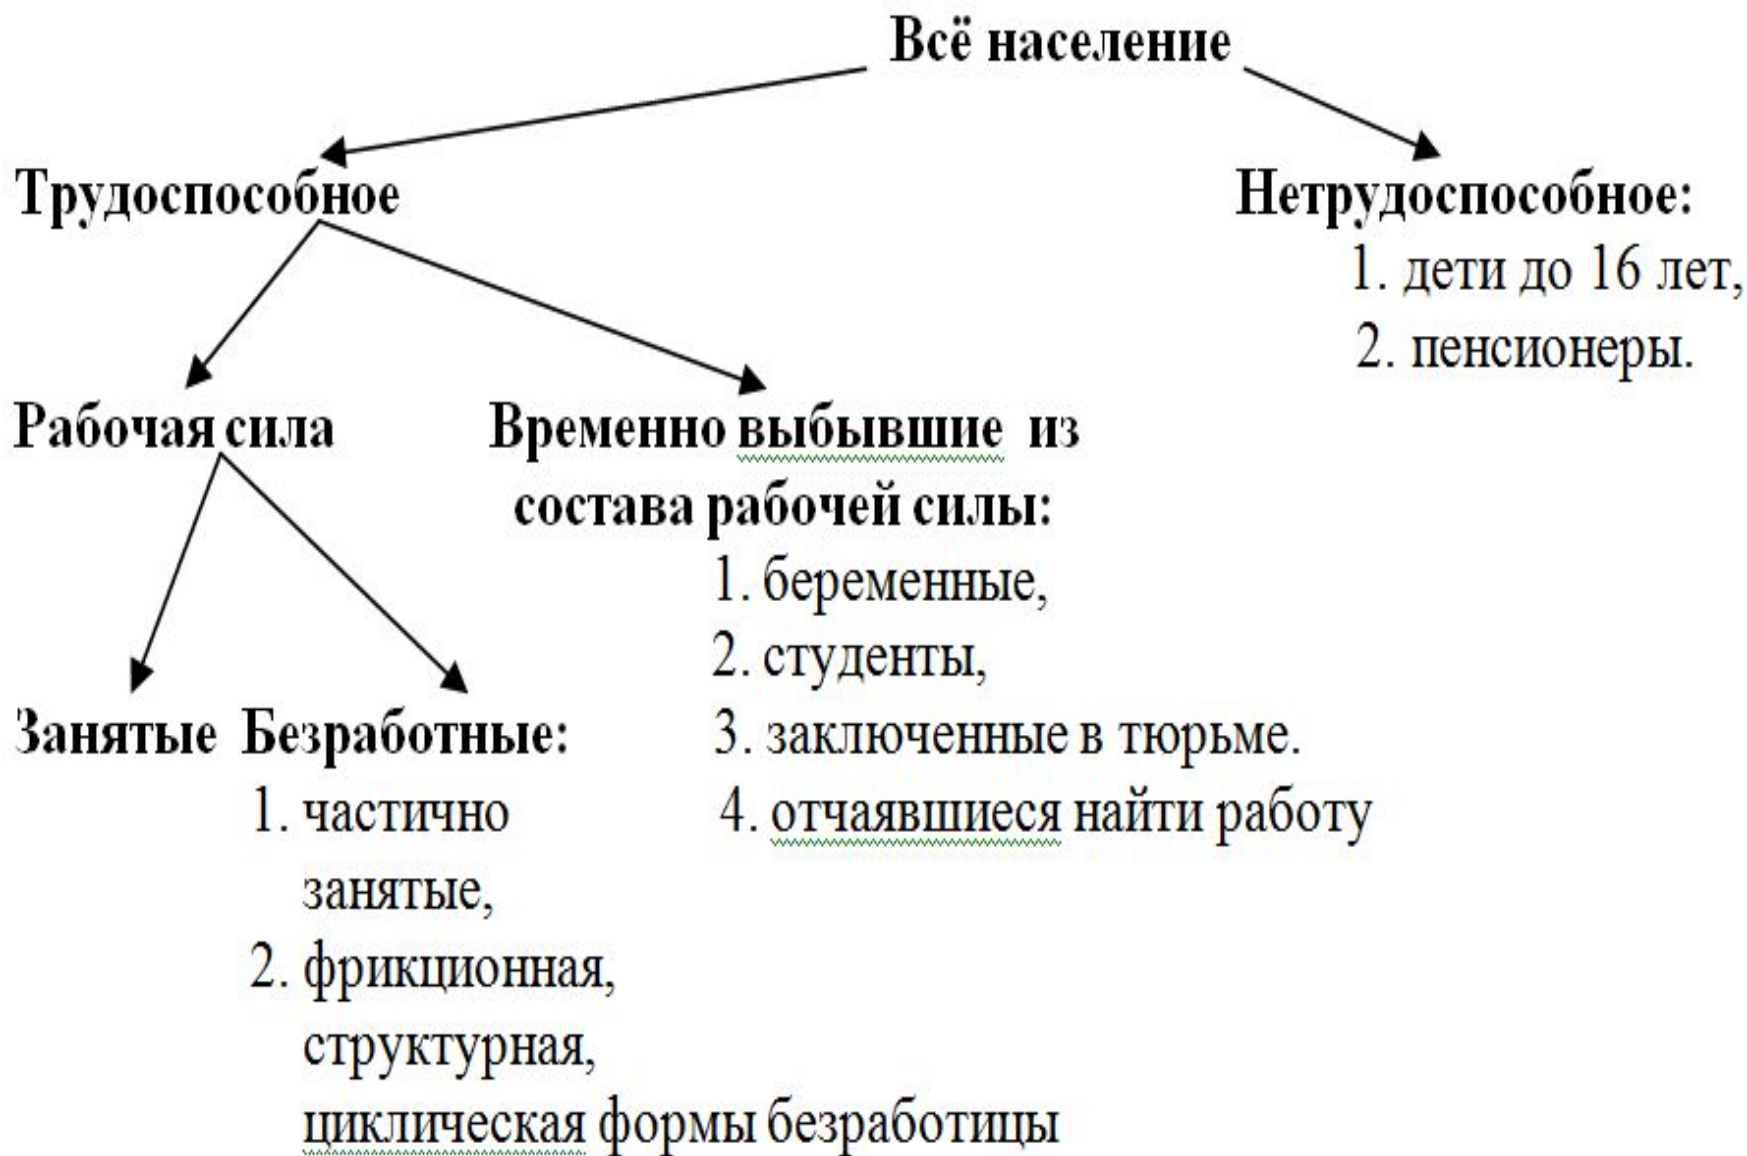 Всё население
Трудоспособное
Нетрудоспособное:
1. дети до 16 лет,
2. пенсионеры.
Рабочая сила
Временно выбывшие из
состава рабочей силы:
1. беременные,
2. студенты,
3. заключенные в тюрьме.
4. отчаявшиеся найти работу
Занятые
Безработные:
1. частично
занятые,
2. фрикционная,
структурная,
циклическая формы безработицы